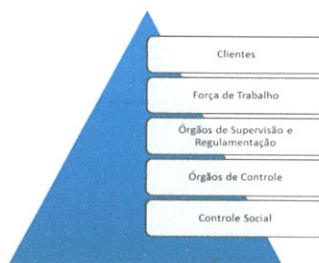 Clientes
Força de Trabalho
Órgãos de Supervisão e
Regulamentação
Órgãos de Controle
Controle Social